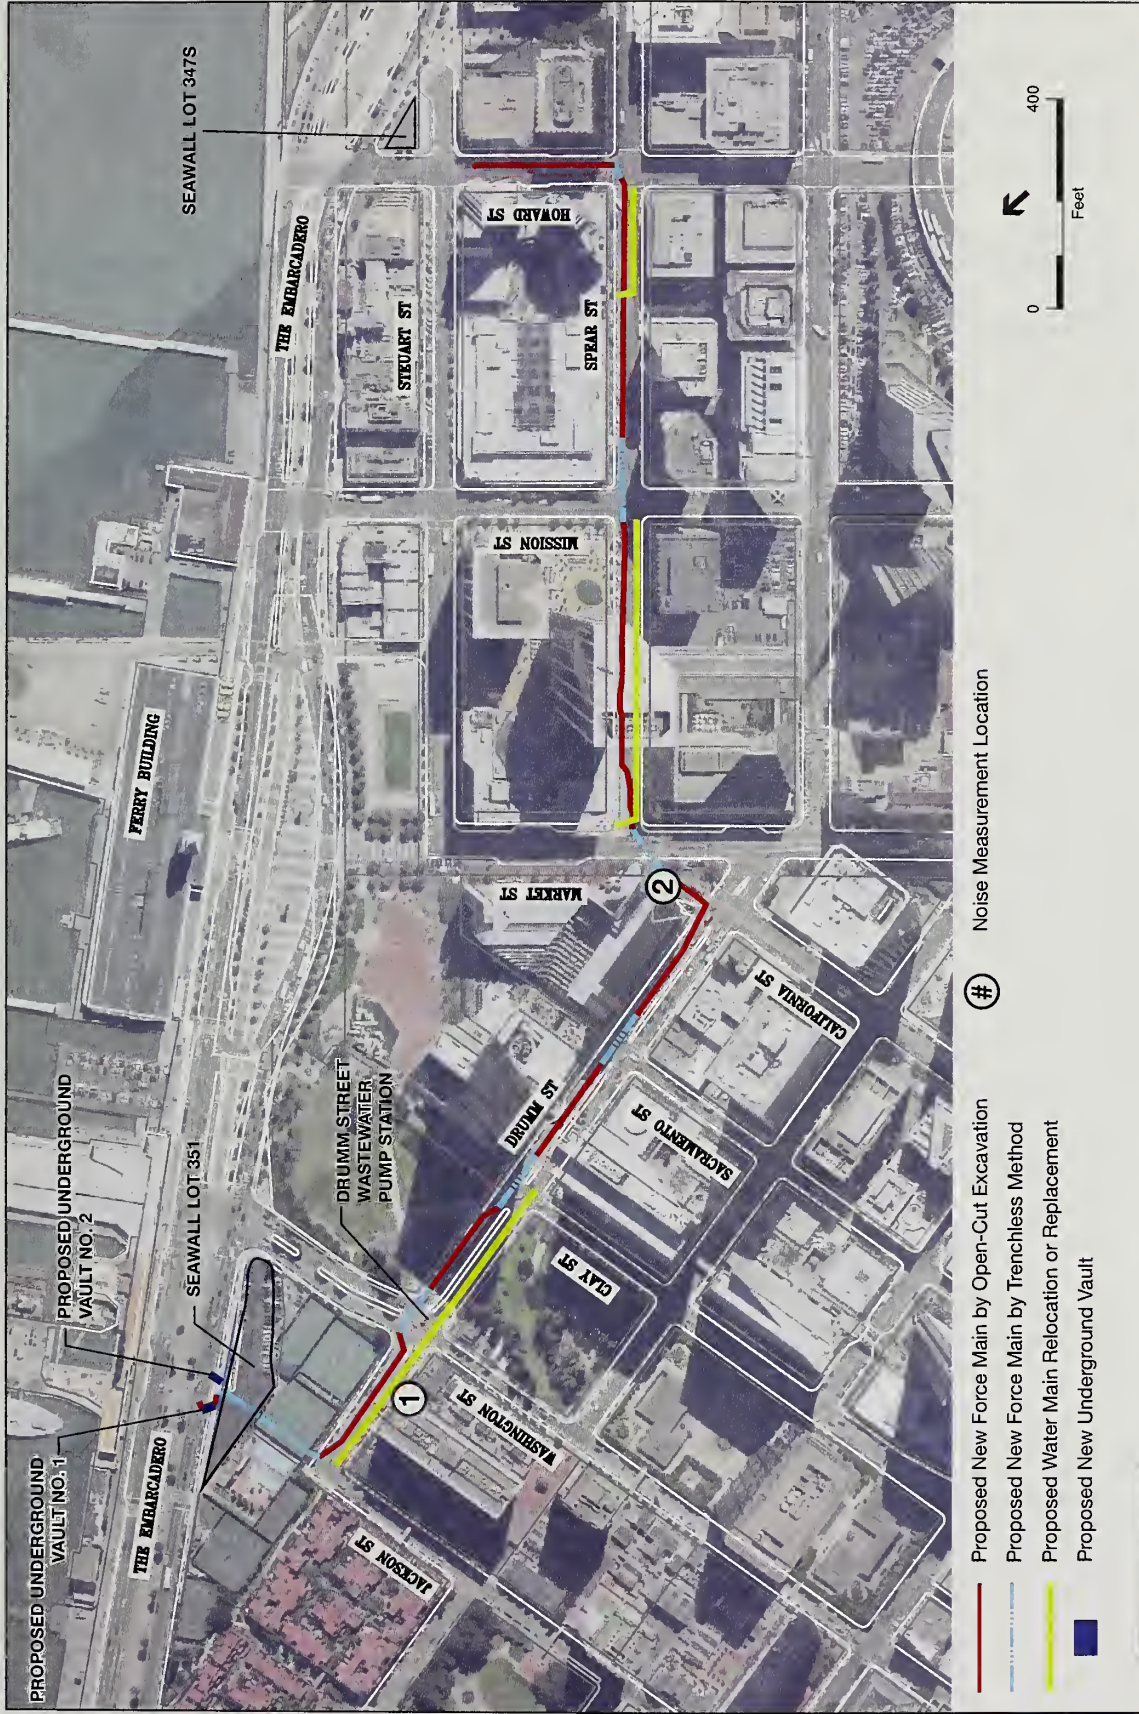 PROPOSED UNDERGROUND
VAULT NO. 1
PROPOSED UNDERGROUND
VAULT NO. 2
SEAWALL LOT 351
DRUMM STREET
WASTEWATER
PUMP STATION
SEAWALL LOT 347S
THE EMBARCADERO
FERRY BUILDING
THE EMBARCADERO
STEUART ST
HOWARD ST
SPEAR ST
MISSION ST
MARKET ST
DRUMM ST
CALIFORNIA ST
SACRAMENTO ST
CLAY ST
WASHINGTON ST
JACKSON ST
1
2
Proposed New Force Main by Open-Cut Excavation
Proposed New Force Main by Trenchless Method
Proposed Water Main Relocation or Replacement
Proposed New Underground Vault
# Noise Measurement Location
0 400
Feet